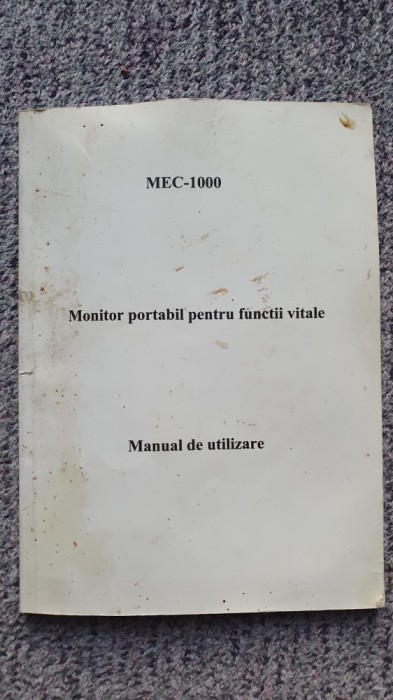 MEC-1000
Monitor portabil pentru functii vitale
Manual de utilizare